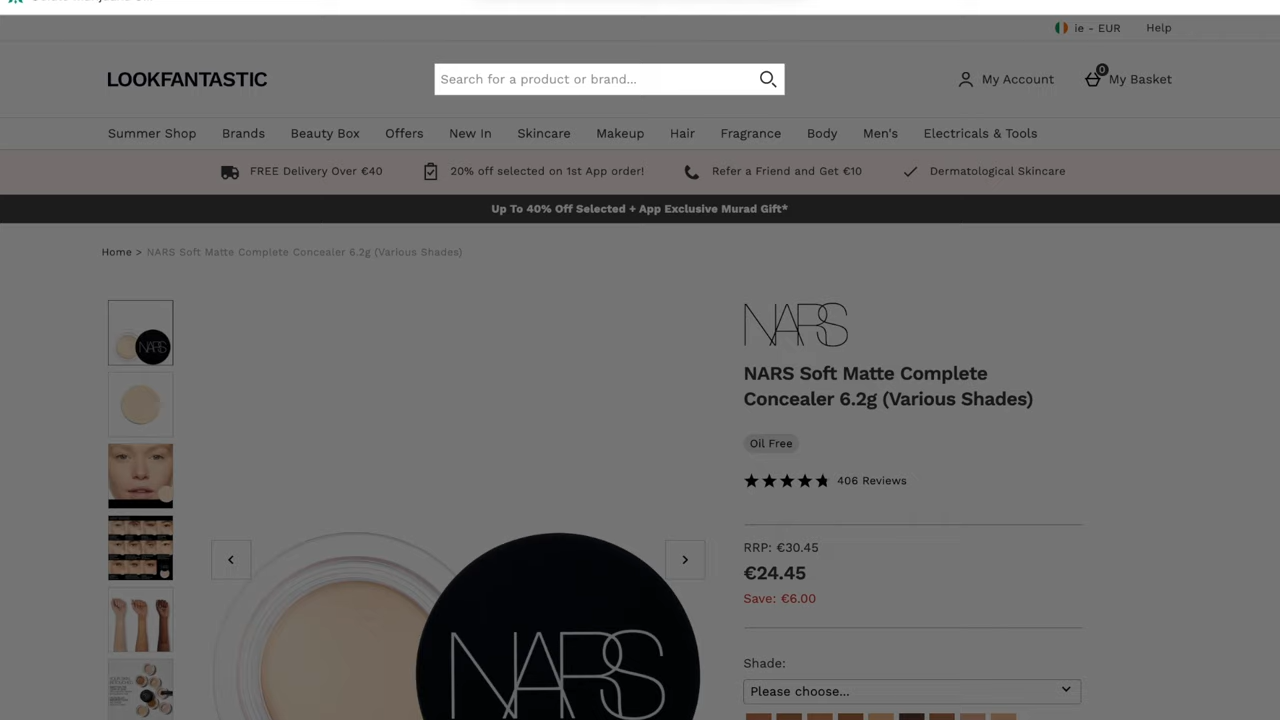 ie - EUR
Help
LOOKFANTASTIC
Search for a product or brand...
My Account
0
My Basket
Summer Shop
Brands
Beauty Box
Offers
New In
Skincare
Makeup
Hair
Fragrance
Body
Men's
Electricals & Tools
FREE Delivery Over €40
20% off selected on 1st App order!
Refer a Friend and Get €10
Dermatological Skincare
Up To 40% Off Selected + App Exclusive Murad Gift*
Home > NARS Soft Matte Complete Concealer 6.2g (Various Shades)
NARS
NARS
NARS Soft Matte Complete
Concealer 6.2g (Various Shades)
Oil Free
406 Reviews
RRP: €30.45
€24.45
Save: €6.00
NARS
Shade:
Please choose...